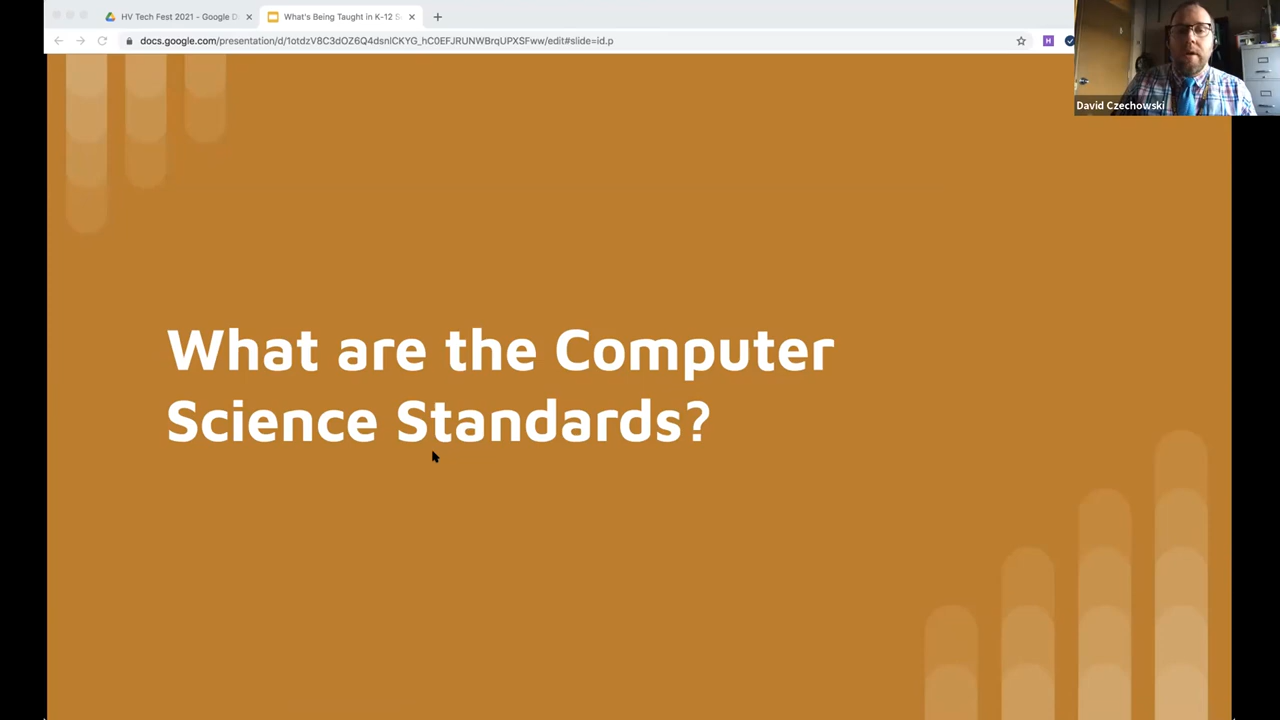 HV Tech Fest 2021 - Google D
What's Being Taught in K-12 S
docs.google.com/presentation/d/1otdzV8C3dOZ6Q4dsnlCKYG_hC0EFJRUNWBrqUPXSFww/edit#slide=id.p
H
David Czechowski
What are the Computer
Science Standards?